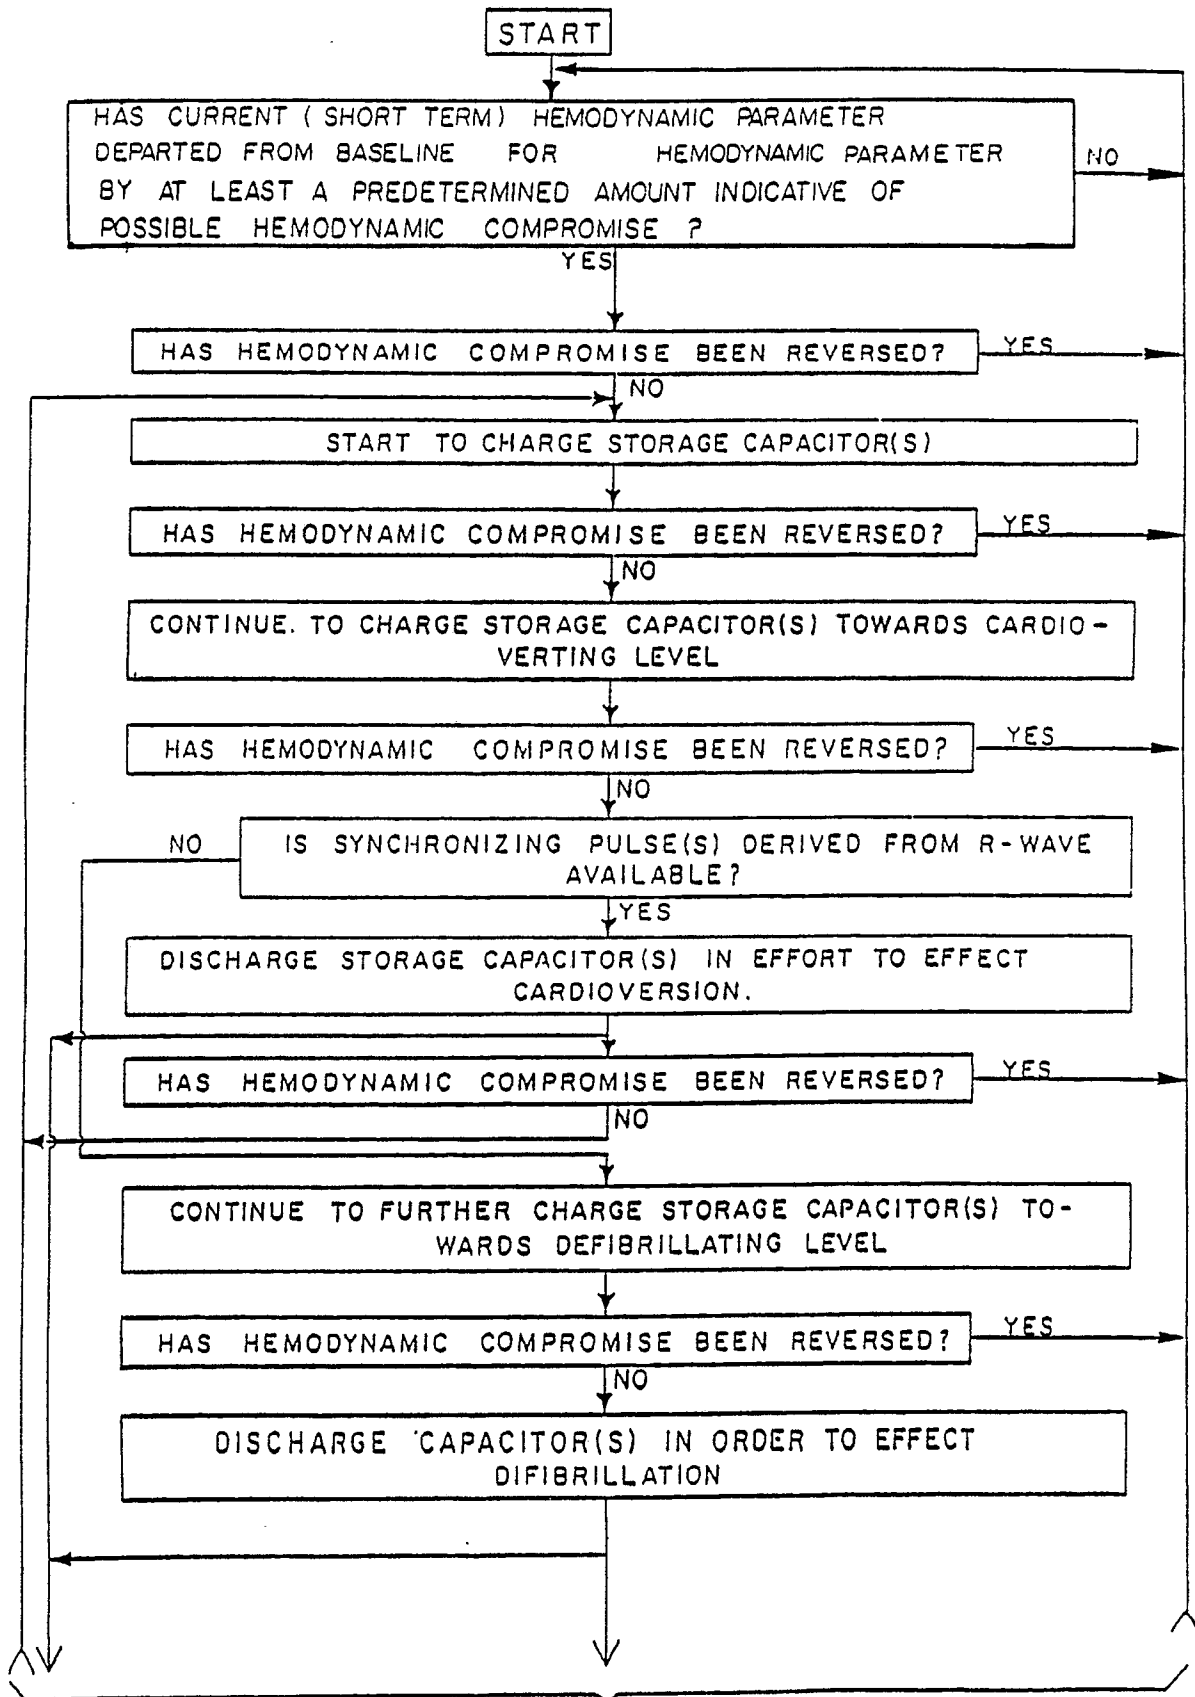 START
HAS CURRENT ( SHORT TERM) HEMODYNAMIC PARAMETER
DEPARTED FROM BASELINE FOR HEMODYNAMIC PARAMETER
BY AT LEAST A PREDETERMINED AMOUNT INDICATIVE OF
POSSIBLE HEMODYNAMIC COMPROMISE ?
NO
YES
HAS HEMODYNAMIC COMPROMISE BEEN REVERSED?
YES
NO
START TO CHARGE STORAGE CAPACITOR(S)
HAS HEMODYNAMIC COMPROMISE BEEN REVERSED?
YES
NO
CONTINUE. TO CHARGE STORAGE CAPACITOR(S) TOWARDS CARDIO-
VERTING LEVEL
HAS HEMODYNAMIC COMPROMISE BEEN REVERSED?
YES
NO
NO
IS SYNCHRONIZING PULSE(S) DERIVED FROM R-WAVE
AVAILABLE?
YES
DISCHARGE STORAGE CAPACITOR(S) IN EFFORT TO EFFECT
CARDIOVERSION.
HAS HEMODYNAMIC COMPROMISE BEEN REVERSED?
YES
NO
CONTINUE TO FURTHER CHARGE STORAGE CAPACITOR(S) TO-
WARDS DEFIBRILLATING LEVEL
HAS HEMODYNAMIC COMPROMISE BEEN REVERSED?
YES
NO
DISCHARGE CAPACITOR(S) IN ORDER TO EFFECT
DIFIBRILLATION